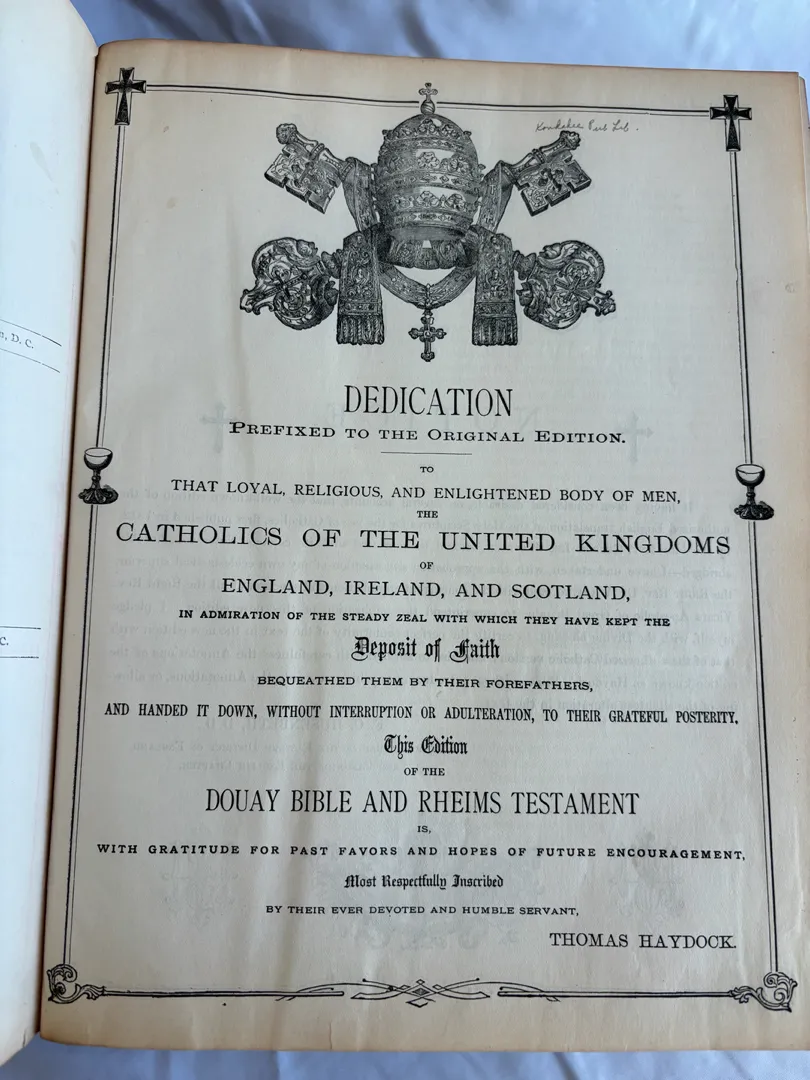 Kankakee Pub Lib.
DEDICATION
PREFIXED TO THE ORIGINAL EDITION.
TO
THAT LOYAL, RELIGIOUS, AND ENLIGHTENED BODY OF MEN,
THE
CATHOLICS OF THE UNITED KINGDOMS
OF
ENGLAND, IRELAND, AND SCOTLAND,
IN ADMIRATION OF THE STEADY ZEAL WITH WHICH THEY HAVE KEPT THE
Deposit of Faith
BEQUEATHED THEM BY THEIR FOREFATHERS,
AND HANDED IT DOWN, WITHOUT INTERRUPTION OR ADULTERATION, TO THEIR GRATEFUL POSTERITY,
This Edition
OF THE
DOUAY BIBLE AND RHEIMS TESTAMENT
IS,
WITH GRATITUDE FOR PAST FAVORS AND HOPES OF FUTURE ENCOURAGEMENT,
Most Respectfully Inscribed
BY THEIR EVER DEVOTED AND HUMBLE SERVANT,
THOMAS HAYDOCK.